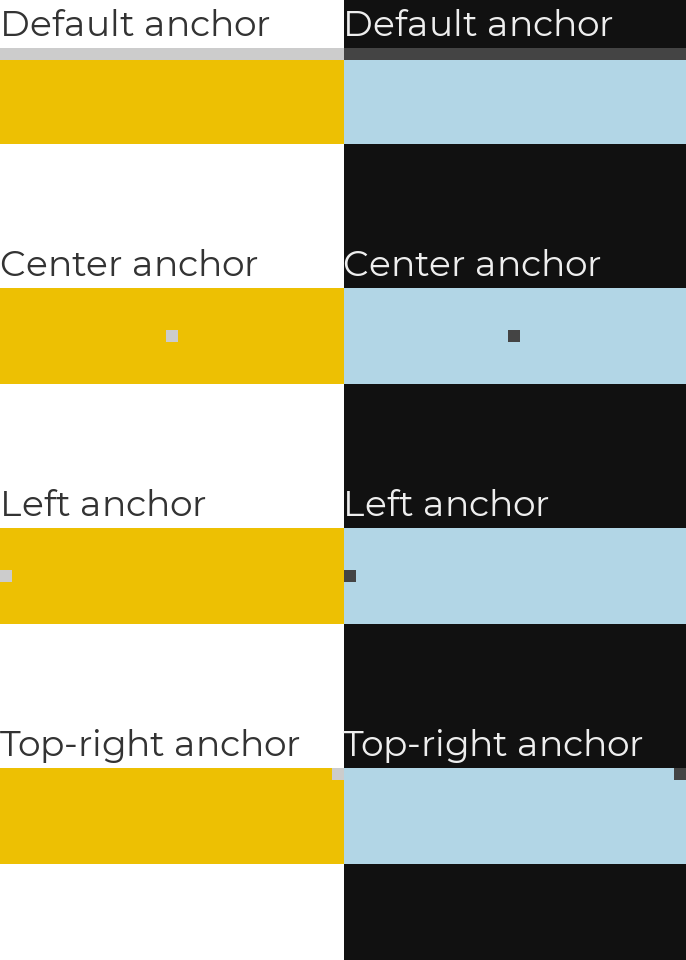 Default anchor Default anchor
Center anchor Center anchor
Left anchor Left anchor
Top-right anchor Top-right anchor